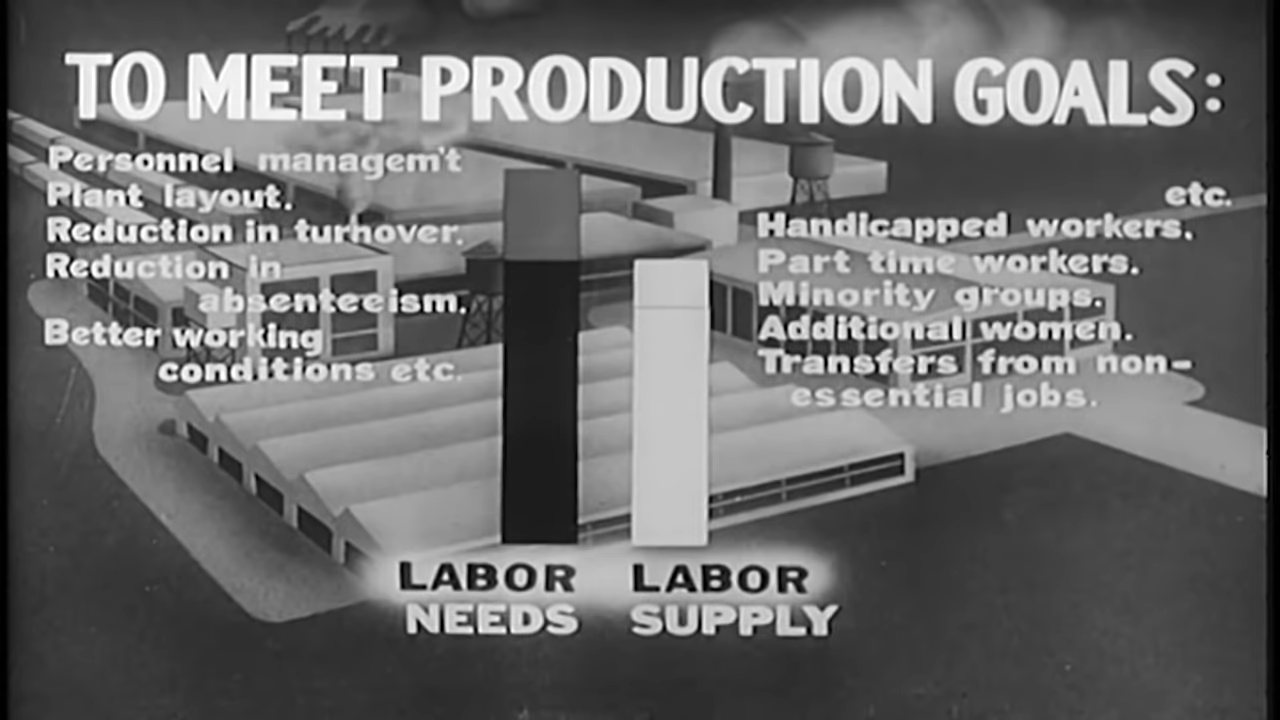 TO MEET PRODUCTION GOALS:
Personnel managem't
Plant layout.
Reduction in turnover.
Reduction in
absenteeism.
Better working
conditions etc.
etc.
Handicapped workers.
Part time workers.
Minority groups.
Additional women.
Transfers from non-
essential jobs.
LABOR NEEDS
LABOR SUPPLY